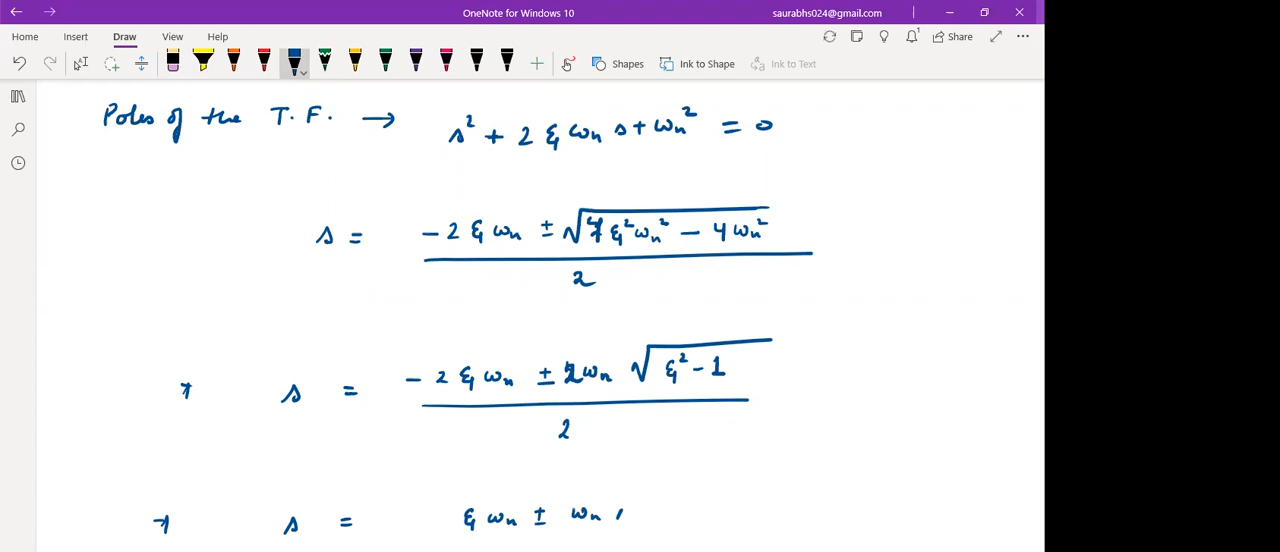 OneNote for Windows 10
saurabhs024@gmail.com
Home Insert Draw View Help
Share
Shapes
Ink to Shape
Ink to Text
Poles of the T.F. → s² + 2 ξ ωn s + ωn² = 0
s = (- 2 ξ ωn ± √(4 ξ² ωn² - 4 ωn²)) / 2
→ s = (- 2 ξ ωn ± 2 ωn √(ξ² - 1)) / 2
→ s = ξ ωn ± ωn